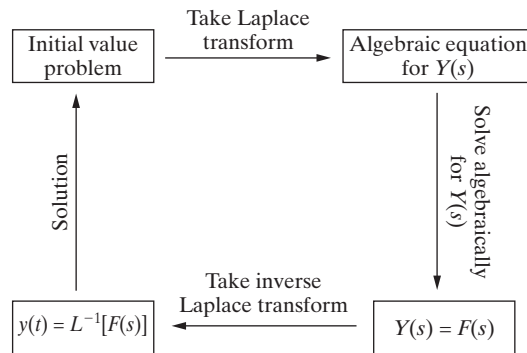 Take Laplace
transform
Initial value
problem
Algebraic equation
for Y(s)
Solve algebraically
for Y(s)
Solution
Take inverse
Laplace transform
y(t) = L⁻¹[F(s)]
Y(s) = F(s)